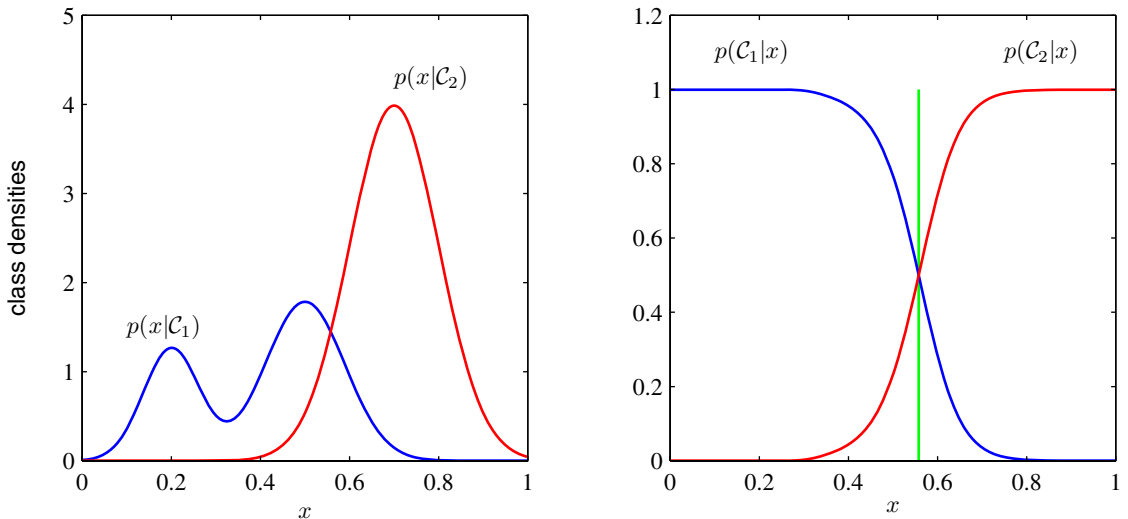 5
4
3
2
1
0
class densities
p(x|C₁)
p(x|C₂)
0 0.2 0.4 0.6 0.8 1
x
1.2
1
0.8
0.6
0.4
0.2
0
p(C₁|x)
p(C₂|x)
0 0.2 0.4 0.6 0.8 1
x